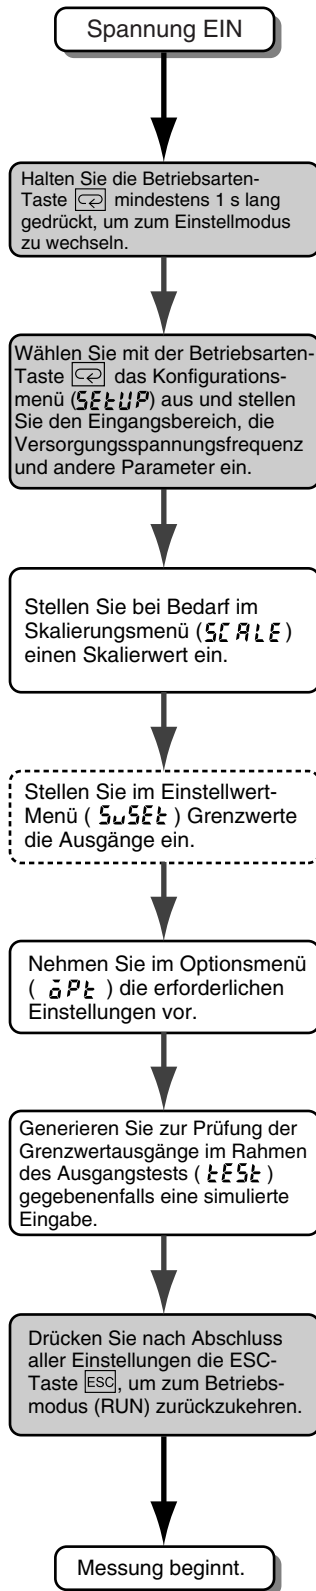 Spannung EIN
Halten Sie die Betriebsarten-
Taste mindestens 1 s lang
gedrückt, um zum Einstellmodus
zu wechseln.
Wählen Sie mit der Betriebsarten-
Taste das Konfigurations-
menü (SEtUP) aus und stellen
Sie den Eingangsbereich, die
Versorgungsspannungsfrequenz
und andere Parameter ein.
Stellen Sie bei Bedarf im
Skalierungsmenü (SCALE)
einen Skalierwert ein.
Stellen Sie im Einstellwert-
Menü ( SvSEt ) Grenzwerte
die Ausgänge ein.
Nehmen Sie im Optionsmenü
( oPt ) die erforderlichen
Einstellungen vor.
Generieren Sie zur Prüfung der
Grenzwertausgänge im Rahmen
des Ausgangstests ( tESt )
gegebenenfalls eine simulierte
Eingabe.
Drücken Sie nach Abschluss
aller Einstellungen die ESC-
Taste ESC, um zum Betriebs-
modus (RUN) zurückzukehren.
Messung beginnt.